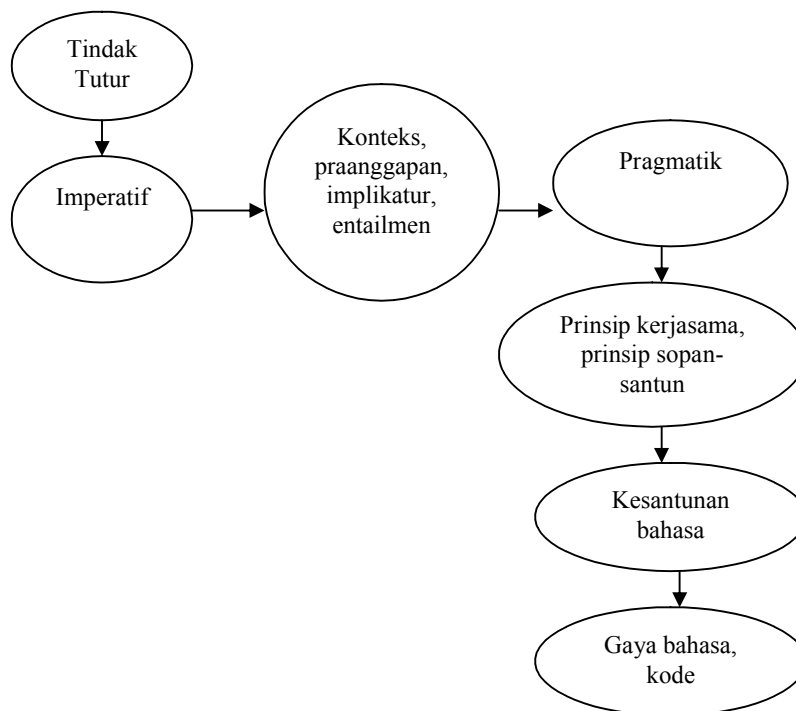 Tindak
Tutur
Imperatif
Konteks,
praanggapan,
implikatur,
entailmen
Pragmatik
Prinsip kerjasama,
prinsip sopan-
santun
Kesantunan
bahasa
Gaya bahasa,
kode